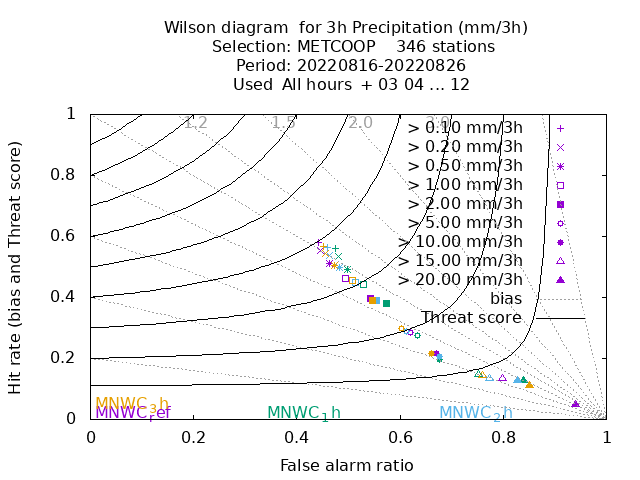 Wilson diagram for 3h Precipitation (mm/3h)
Selection: METCOOP 346 stations
Period: 20220816-20220826
Used All hours + 03 04 ... 12
Hit rate (bias and Threat score)
1
0.8
0.6
0.4
0.2
0
1.2
1.5
2.0
3.0
> 0.10 mm/3h
> 0.20 mm/3h
> 0.50 mm/3h
> 1.00 mm/3h
> 2.00 mm/3h
> 5.00 mm/3h
> 10.00 mm/3h
> 15.00 mm/3h
> 20.00 mm/3h
bias
Threat score
MNWC_3h
MNWC_ref
MNWC_1h
MNWC_2h
0
0.2
0.4
0.6
0.8
1
False alarm ratio